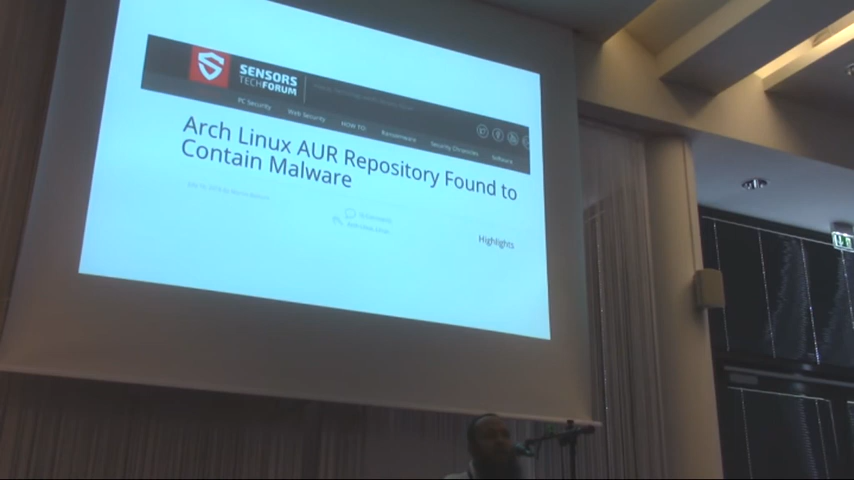 SENSORS
TECHFORUM
PC Security
Web Security
HOW TO
Ransomware
Security Chronicles
Software
Arch Linux AUR Repository Found to
Contain Malware
Highlights